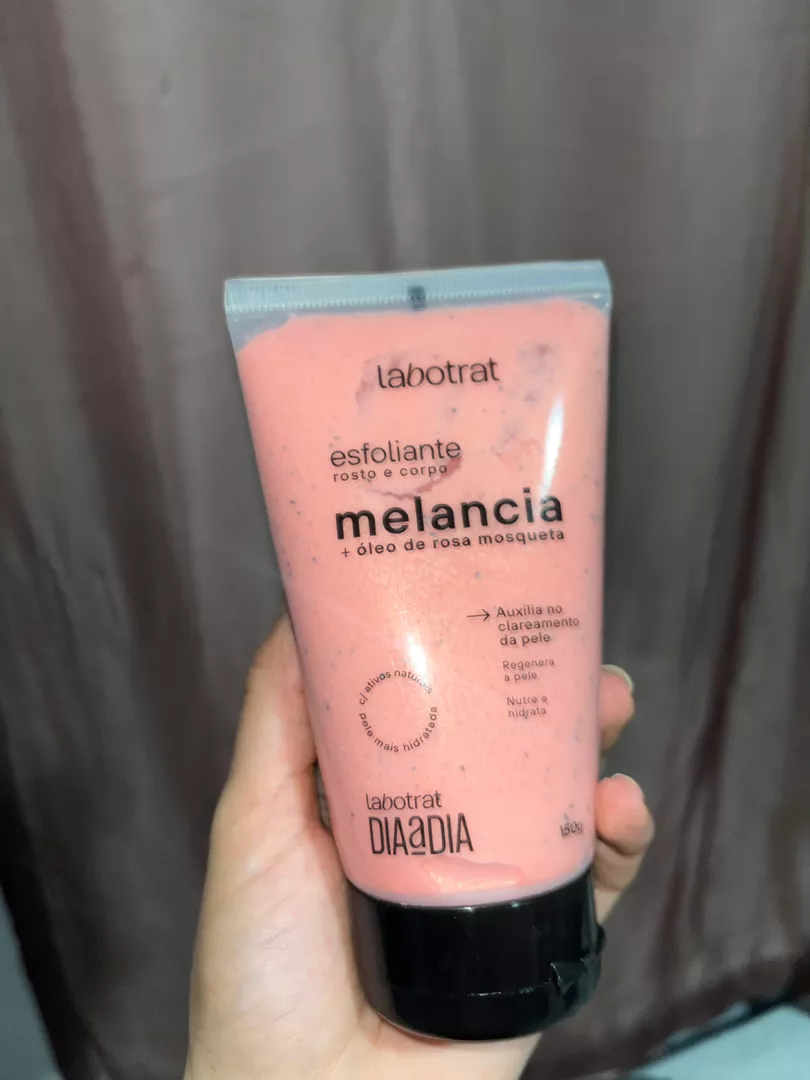 labotrat
esfoliante
rosto e corpo
melancia
+ óleo de rosa mosqueta
→ Auxilia no
clareamento
da pele
Regenera
a pele
Nutre e
hidrata
c/ ativos naturais
pele mais hidratada
labotrat
DIAaDIA
150g